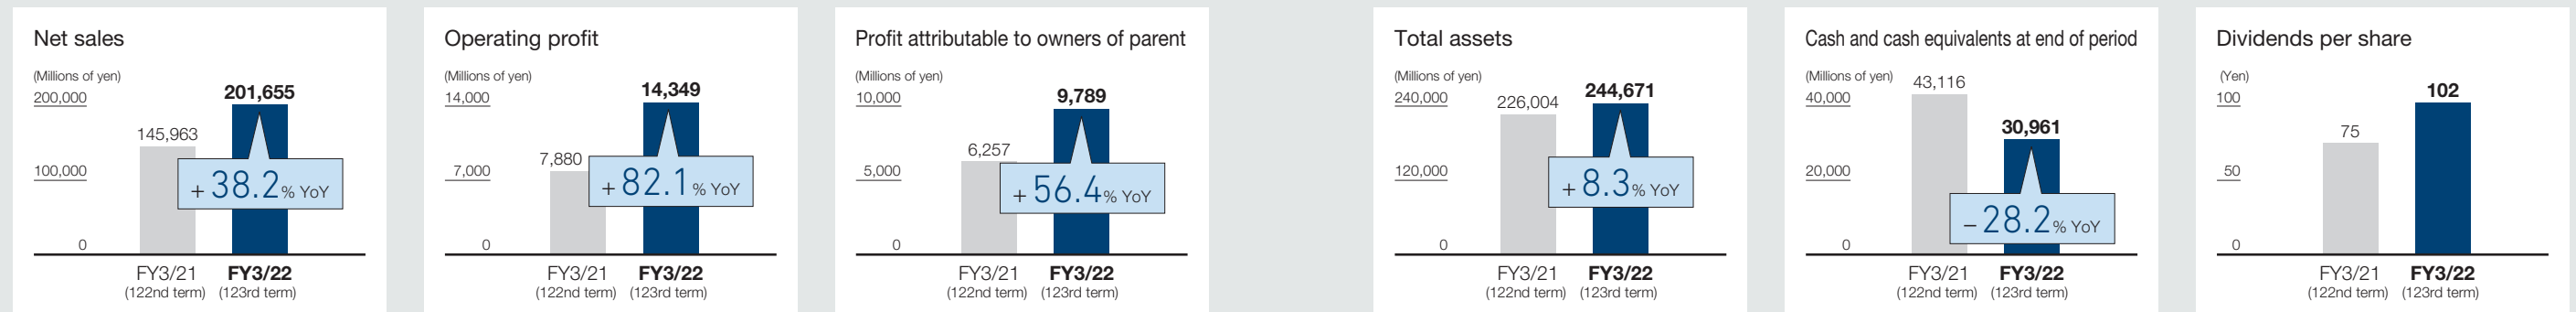 Net sales
(Millions of yen)
200,000
100,000
0
145,963
201,655
+ 38.2% YoY
FY3/21
(122nd term)
FY3/22
(123rd term)
Operating profit
(Millions of yen)
14,000
7,000
0
7,880
14,349
+ 82.1% YoY
FY3/21
(122nd term)
FY3/22
(123rd term)
Profit attributable to owners of parent
(Millions of yen)
10,000
5,000
0
6,257
9,789
+ 56.4% YoY
FY3/21
(122nd term)
FY3/22
(123rd term)
Total assets
(Millions of yen)
240,000
120,000
0
226,004
244,671
+ 8.3% YoY
FY3/21
(122nd term)
FY3/22
(123rd term)
Cash and cash equivalents at end of period
(Millions of yen)
40,000
20,000
0
43,116
30,961
− 28.2% YoY
FY3/21
(122nd term)
FY3/22
(123rd term)
Dividends per share
(Yen)
100
50
0
75
102
FY3/21
(122nd term)
FY3/22
(123rd term)